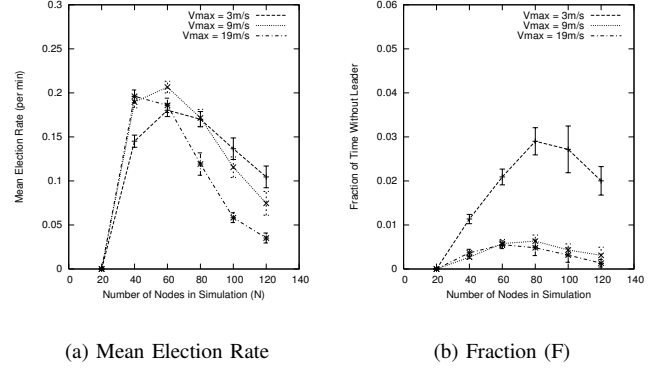 0.3
0.25
0.2
0.15
0.1
0.05
0
0 20 40 60 80 100 120 140
Mean Election Rate (per min)
Number of Nodes in Simulation (N)
Vmax = 3m/s
Vmax = 9m/s
Vmax = 19m/s
(a) Mean Election Rate
0.06
0.05
0.04
0.03
0.02
0.01
0
0 20 40 60 80 100 120 140
Fraction of Time Without Leader
Number of Nodes in Simulation
Vmax = 3m/s
Vmax = 9m/s
Vmax = 19m/s
(b) Fraction (F)